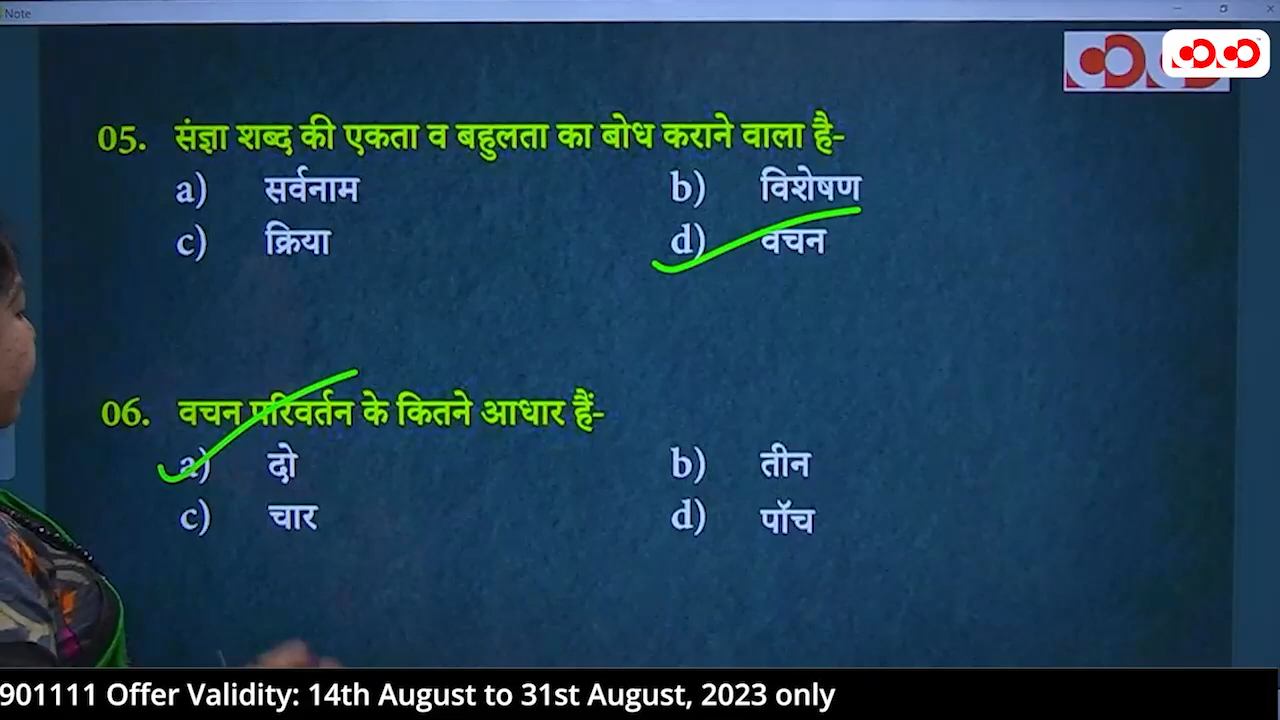 Note
05. संज्ञा शब्द की एकता व बहुलता का बोध कराने वाला है-
a) सर्वनाम b) विशेषण
c) क्रिया d) वचन
06. वचन परिवर्तन के कितने आधार हैं-
a) दो b) तीन
c) चार d) पॉच
901111 Offer Validity: 14th August to 31st August, 2023 only